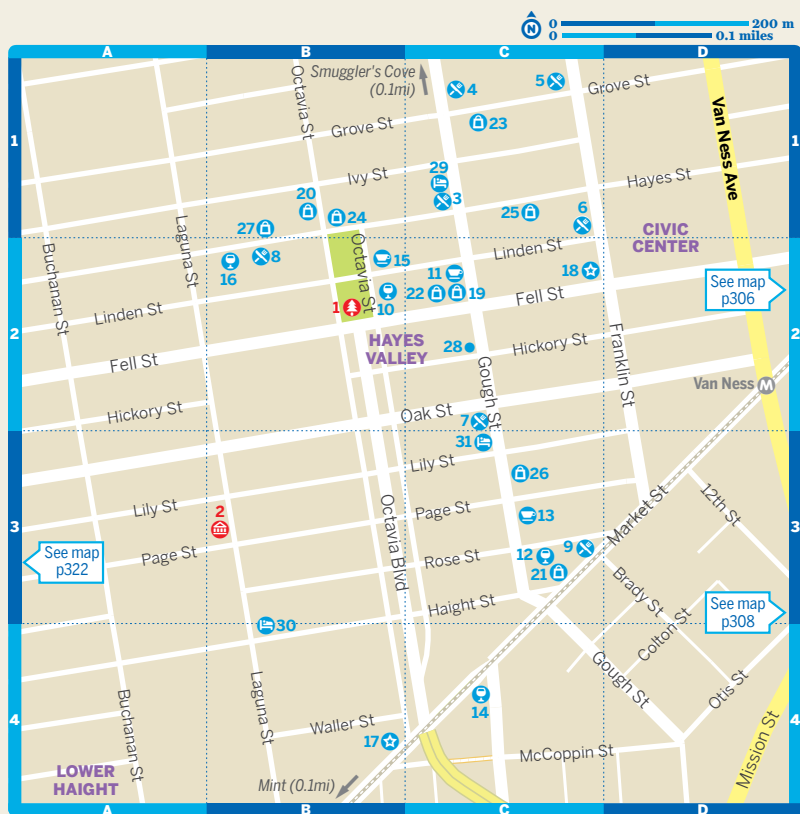 N
0
200 m
0
0.1 miles
A
B
C
D
1
1
2
2
3
3
4
4
Smuggler's Cove
(0.1mi)
Octavia St
4
5
Grove St
Grove St
23
Van Ness Ave
Ivy St
29
3
Hayes St
20
24
27
25
6
Laguna St
Buchanan St
CIVIC
CENTER
8
16
Octavia St
15
11
Linden St
18
See map
p306
22
19
Fell St
1
10
Linden St
HAYES
VALLEY
28
Hickory St
Gough St
Franklin St
Fell St
Van Ness
M
Hickory St
Oak St
7
31
Lily St
26
Octavia Blvd
12th St
Lily St
2
Page St
13
Market St
See map
p322
Page St
Rose St
12
9
21
Brady St
Haight St
Colton St
See map
p308
30
Gough St
Otis St
Laguna St
Buchanan St
14
Waller St
17
McCoppin St
Mission St
LOWER
HAIGHT
Mint (0.1mi)
A
B
C
D